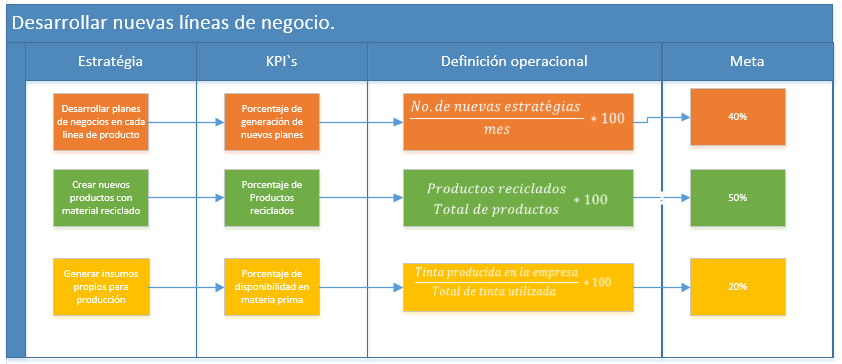 Desarrollar nuevas líneas de negocio.
Estratégia
KPI`s
Definición operacional
Meta
Desarrollar planes
de negocios en cada
linea de producto
Porcentaje de
generación de
nuevos planes
No. de nuevas estratégias
mes
* 100
40%
Crear nuevos
productos con
material reciclado
Porcentaje de
Productos
reciclados
Productos reciclados
Total de productos
* 100
50%
Generar insumos
propios para
producción
Porcentaje de
disponibilidad en
materia prima
Tinta producida en la empresa
Total de tinta utilizada
* 100
20%